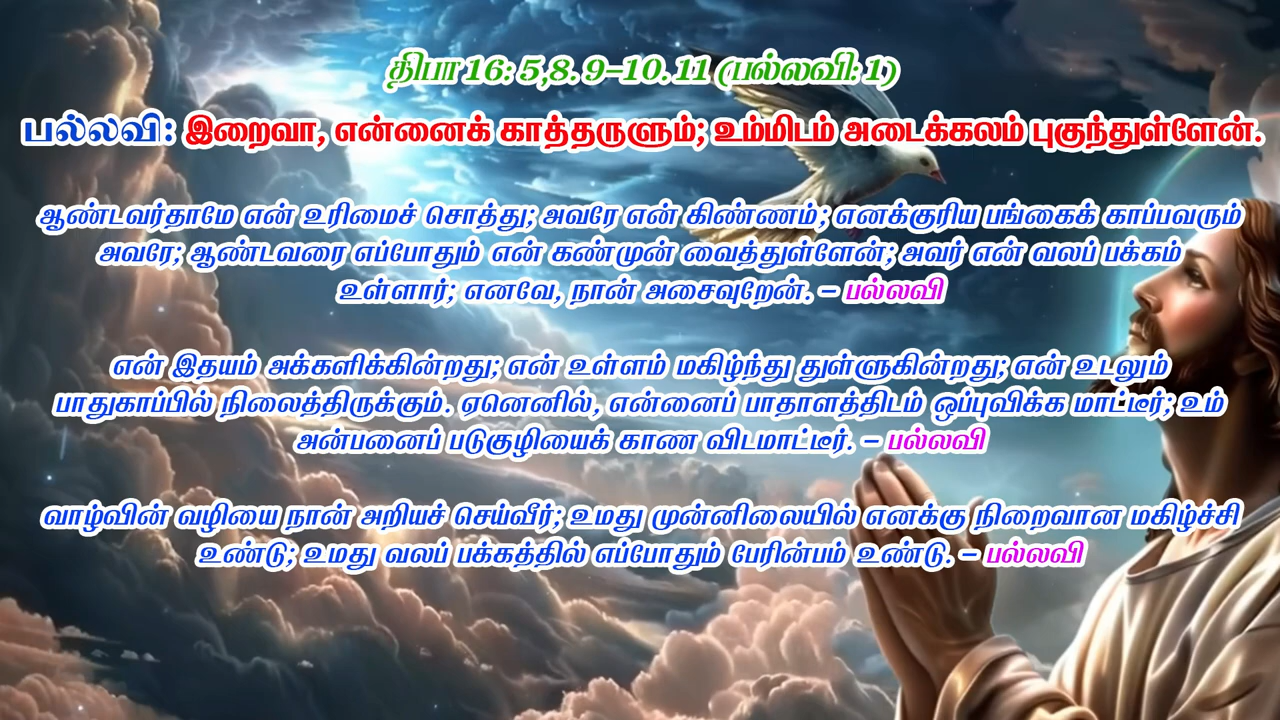 திபா 16: 5,8. 9-10. 11 (பல்லவி: 1)
பல்லவி: இறைவா, என்னைக் காத்தருளும்; உம்மிடம் அடைக்கலம் புகுந்துள்ளேன்.
ஆண்டவர்தாமே என் உரிமைச் சொத்து; அவரே என் கிண்ணம்; எனக்குரிய பங்கைக் காப்பவரும்
அவரே; ஆண்டவரை எப்போதும் என் கண்முன் வைத்துள்ளேன்; அவர் என் வலப் பக்கம்
உள்ளார்; எனவே, நான் அசைவுறேன். – பல்லவி
என் இதயம் அக்களிக்கின்றது; என் உள்ளம் மகிழ்ந்து துள்ளுகின்றது; என் உடலும்
பாதுகாப்பில் நிலைத்திருக்கும். ஏனெனில், என்னைப் பாதாளத்திடம் ஒப்புவிக்க மாட்டீர்; உம்
அன்பனைப் படுகுழியைக் காண விடமாட்டீர். – பல்லவி
வாழ்வின் வழியை நான் அறியச் செய்வீர்; உமது முன்னிலையில் எனக்கு நிறைவான மகிழ்ச்சி
உண்டு; உமது வலப் பக்கத்தில் எப்போதும் பேரின்பம் உண்டு. – பல்லவி